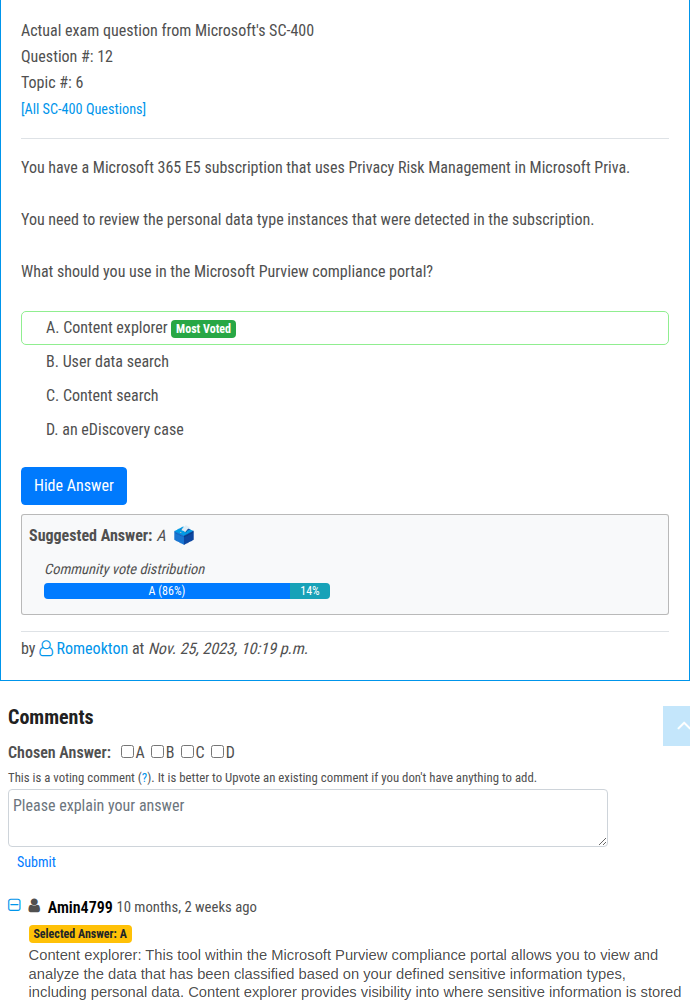 Actual exam question from Microsoft's SC-400
Question #: 12
Topic #: 6
[All SC-400 Questions]
You have a Microsoft 365 E5 subscription that uses Privacy Risk Management in Microsoft Priva.
You need to review the personal data type instances that were detected in the subscription.
What should you use in the Microsoft Purview compliance portal?
A. Content explorer Most Voted
B. User data search
C. Content search
D. an eDiscovery case
Hide Answer
Suggested Answer: A
Community vote distribution
A (86%) 14%
by Romeokton at Nov. 25, 2023, 10:19 p.m.
Comments
Chosen Answer: A B C D
This is a voting comment (?). It is better to Upvote an existing comment if you don't have anything to add.
Please explain your answer
Submit
Amin4799 10 months, 2 weeks ago
Selected Answer: A
Content explorer: This tool within the Microsoft Purview compliance portal allows you to view and
analyze the data that has been classified based on your defined sensitive information types,
including personal data. Content explorer provides visibility into where sensitive information is stored